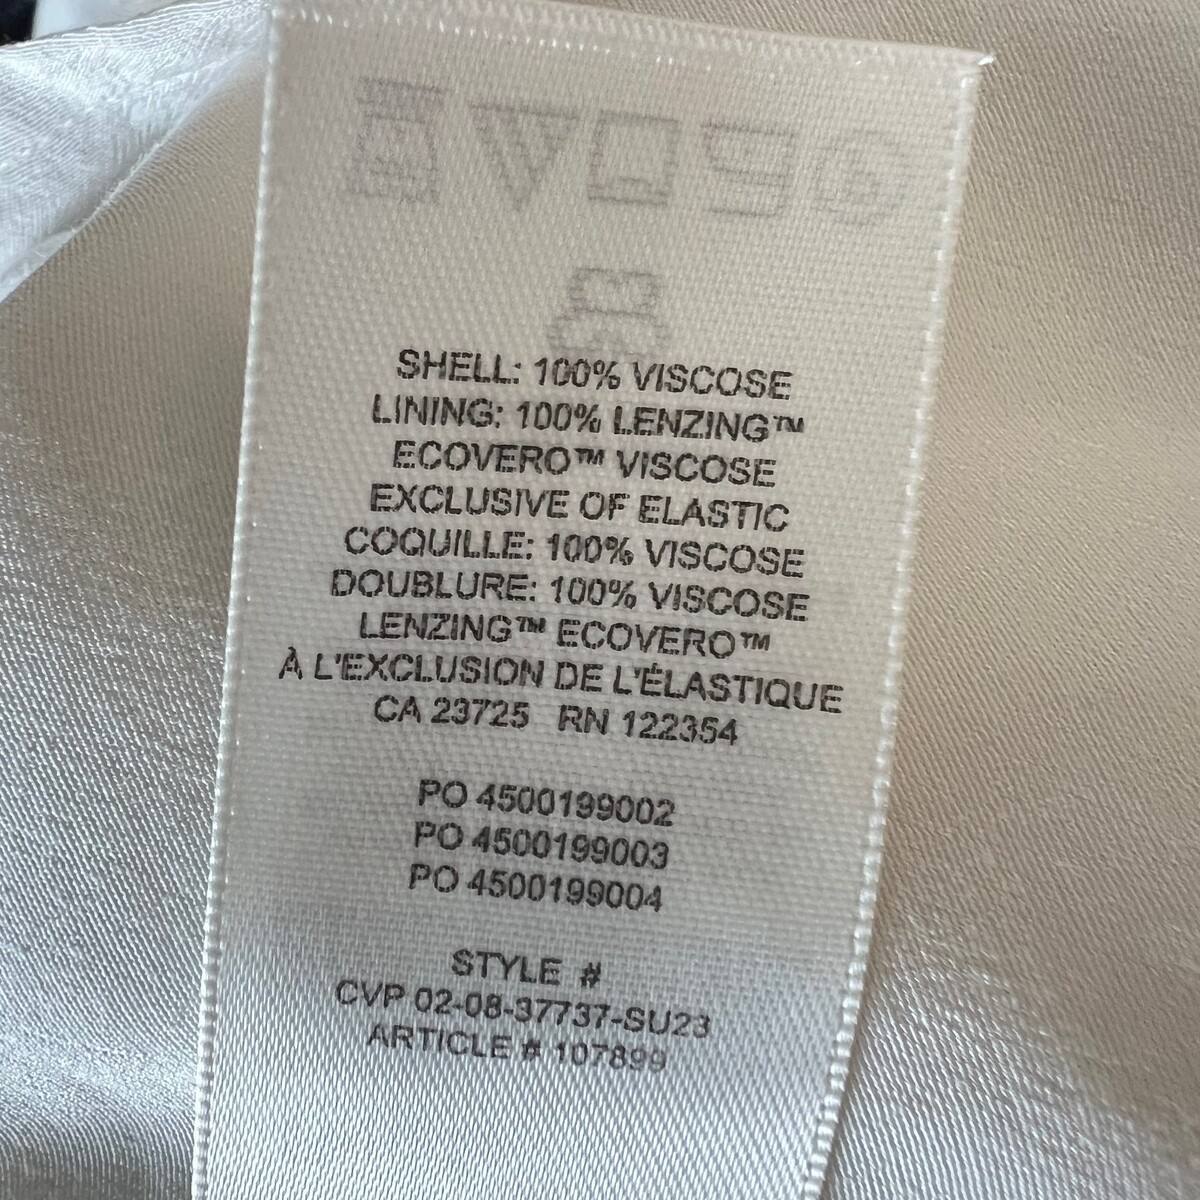 SHELL: 100% VISCOSE
LINING: 100% LENZING™
ECOVERO™ VISCOSE
EXCLUSIVE OF ELASTIC
COQUILLE: 100% VISCOSE
DOUBLURE: 100% VISCOSE
LENZING™ ECOVERO™
À L'EXCLUSION DE L'ÉLASTIQUE
CA 23725 RN 122354
PO 4500199002
PO 4500199003
PO 4500199004
STYLE #
CVP 02-08-37737-SU23
ARTICLE # 107899